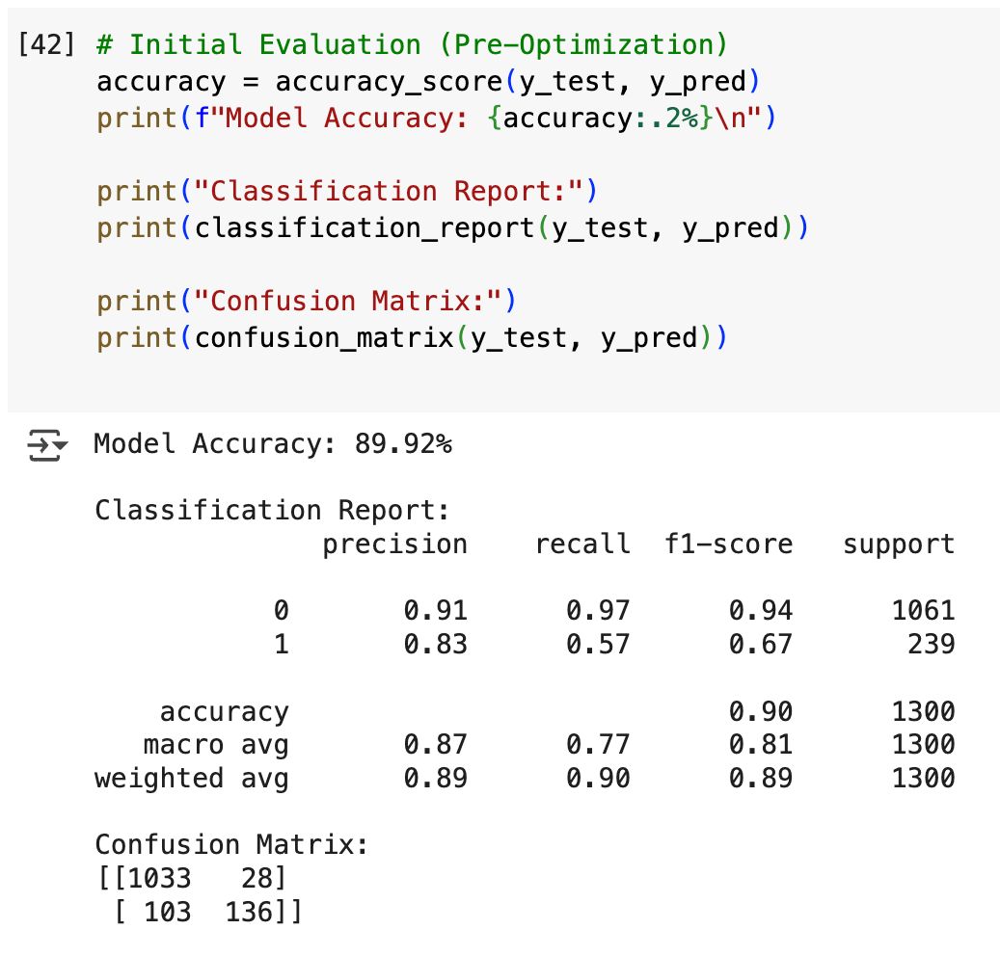 [42] # Initial Evaluation (Pre-Optimization)
accuracy = accuracy_score(y_test, y_pred)
print(f"Model Accuracy: {accuracy:.2%}\n")
print("Classification Report:")
print(classification_report(y_test, y_pred))
print("Confusion Matrix:")
print(confusion_matrix(y_test, y_pred))
Model Accuracy: 89.92%
Classification Report:
precision recall f1-score support
0 0.91 0.97 0.94 1061
1 0.83 0.57 0.67 239
accuracy 0.90 1300
macro avg 0.87 0.77 0.81 1300
weighted avg 0.89 0.90 0.89 1300
Confusion Matrix:
[[1033 28]
[ 103 136]]